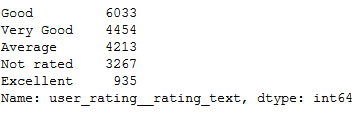 Good         6033
Very Good    4454
Average      4213
Not rated    3267
Excellent     935
Name: user_rating__rating_text, dtype: int64